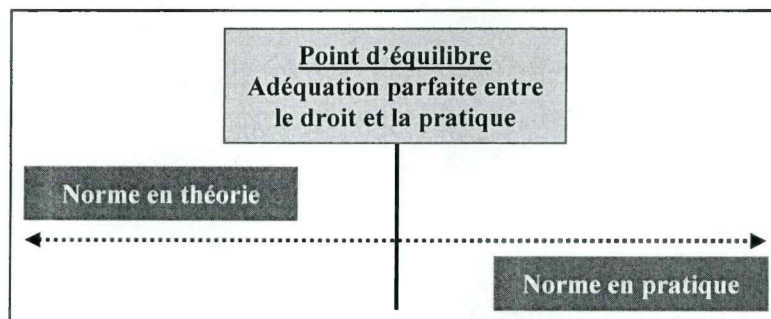 Point d'équilibre
Adéquation parfaite entre
le droit et la pratique
Norme en théorie
Norme en pratique